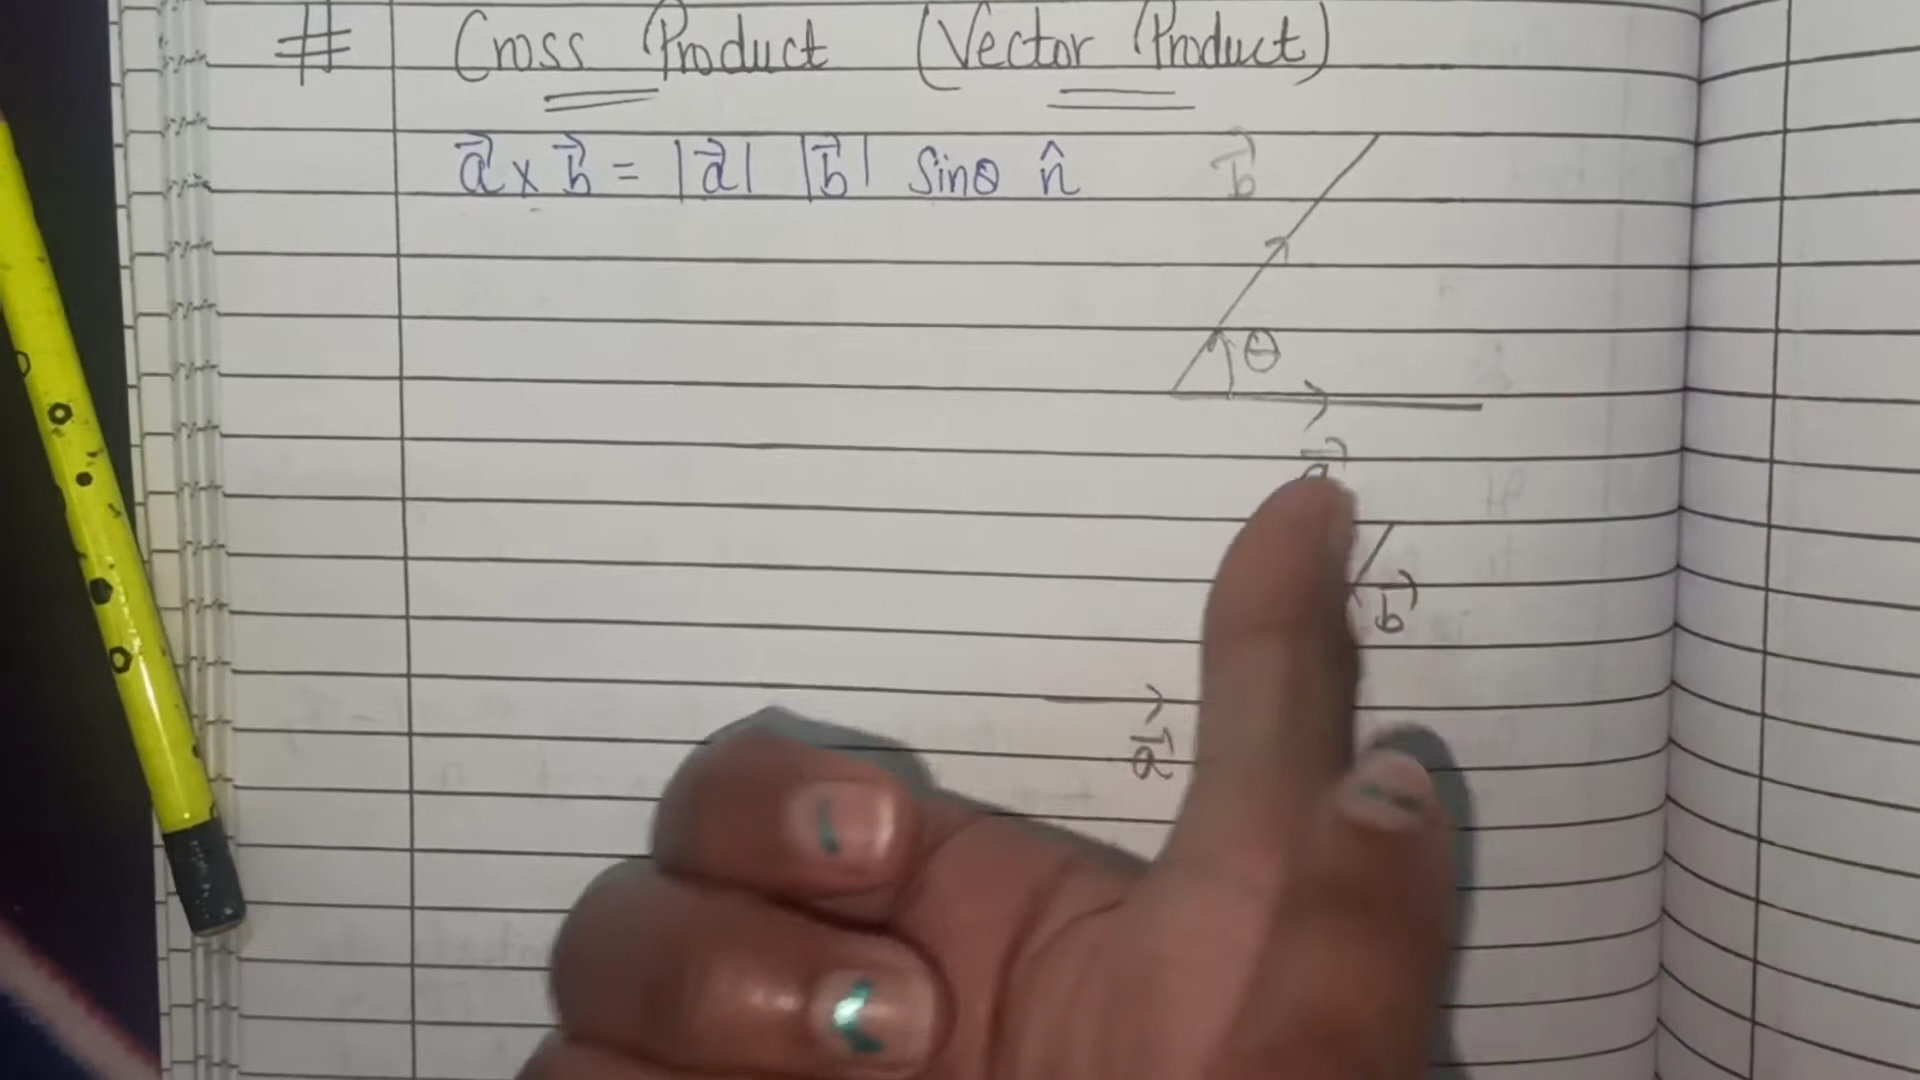 # Cross Product (Vector Product)
a⃗ × b⃗ = |a⃗| |b⃗| Sinθ n̂
b⃗
θ
a⃗
b⃗
a⃗